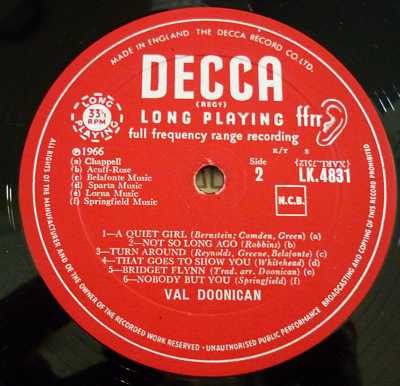 MADE IN ENGLAND · THE DECCA RECORD CO. LTD.
DECCA
(REGᵈ)
LONG PLAYING
33⅓ RPM
LONG PLAYING ffrr
full frequency range recording
K/T S
℗1966
(a) Chappell
(b) Acuff-Rose
(c) Belafonte Music
(d) Sparta Music
(e) Lorna Music
(f) Springfield Music
Side
2
LK.4831
N.C.B.
1—A QUIET GIRL (Bernstein; Comden, Green) (a)
2—NOT SO LONG AGO (Robbins) (b)
3—TURN AROUND (Reynolds, Greene, Belafonte) (c)
4—THAT GOES TO SHOW YOU (Whitehead) (d)
5—BRIDGET FLYNN (Trad. arr. Doonican) (e)
6—NOBODY BUT YOU (Springfield) (f)
VAL DOONICAN
ALL RIGHTS OF THE MANUFACTURER AND OF THE OWNER OF THE RECORDED WORK RESERVED · UNAUTHORISED PUBLIC PERFORMANCE BROADCASTING AND COPYING OF THIS RECORD PROHIBITED